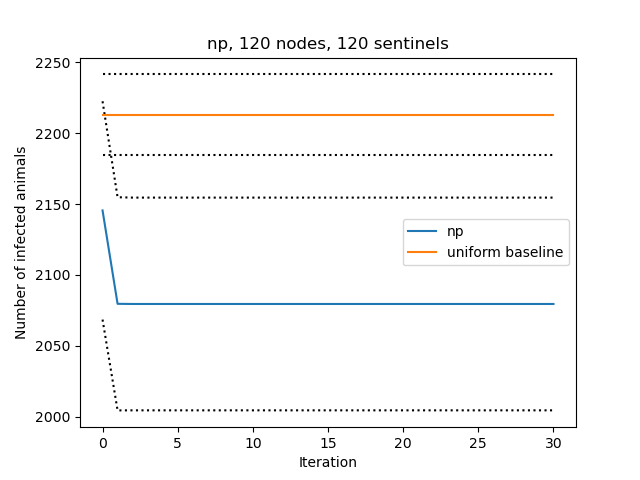 np, 120 nodes, 120 sentinels
Number of infected animals
2250
2200
2150
2100
2050
2000
np
uniform baseline
0 5 10 15 20 25 30
Iteration